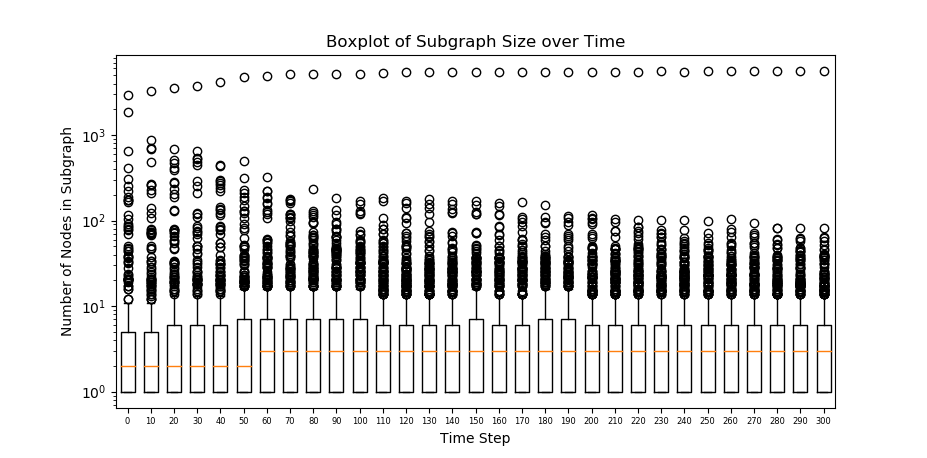 Boxplot of Subgraph Size over Time
Number of Nodes in Subgraph
10³
10²
10¹
10⁰
0 10 20 30 40 50 60 70 80 90 100 110 120 130 140 150 160 170 180 190 200 210 220 230 240 250 260 270 280 290 300
Time Step